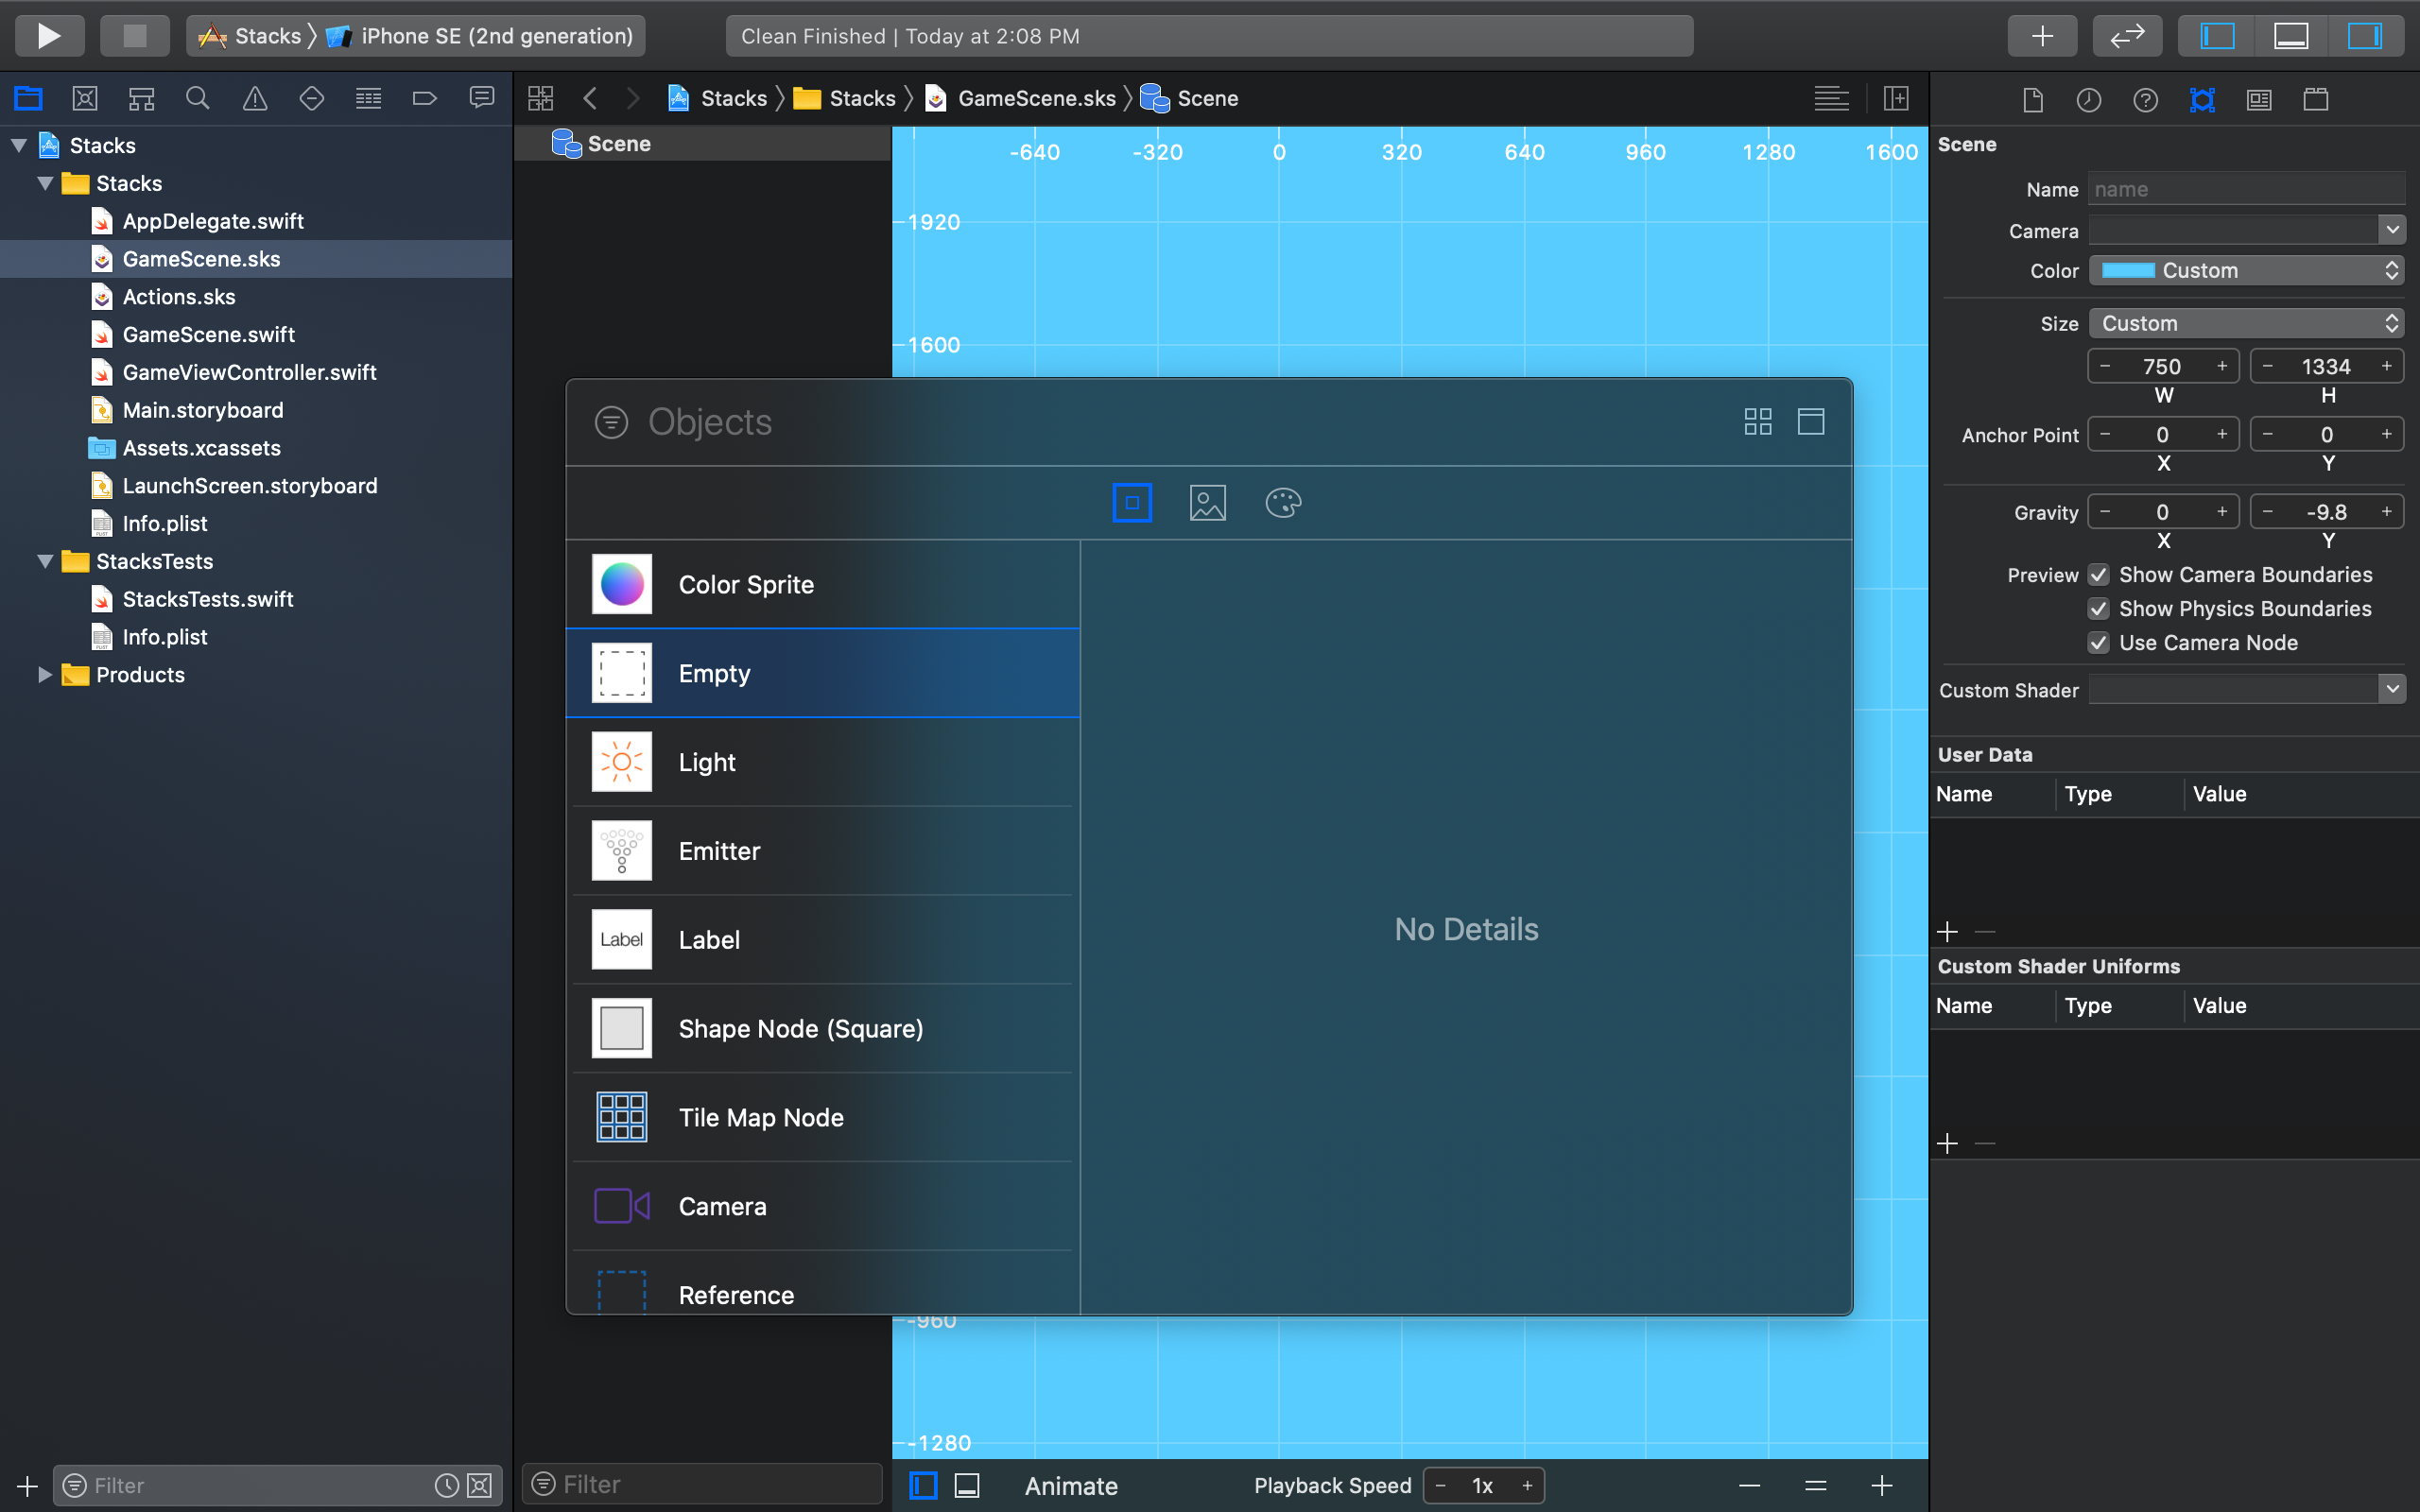 Stacks
iPhone SE (2nd generation)
Clean Finished | Today at 2:08 PM
Stacks
Stacks
AppDelegate.swift
GameScene.sks
Actions.sks
GameScene.swift
GameViewController.swift
Main.storyboard
Assets.xcassets
LaunchScreen.storyboard
Info.plist
StacksTests
StacksTests.swift
Info.plist
Products
Filter
Stacks
Stacks
GameScene.sks
Scene
Scene
Filter
-640
-320
0
320
640
960
1280
1600
1920
1600
-960
-1280
Objects
Color Sprite
Empty
Light
Emitter
Label
Label
Shape Node (Square)
Tile Map Node
Camera
Reference
No Details
Animate
Playback Speed
- 1x +
Scene
Name name
Camera
Color Custom
Size Custom
- 750 + - 1334 +
W H
Anchor Point - 0 + - 0 +
X Y
Gravity - 0 + - -9.8 +
X Y
Preview Show Camera Boundaries
Show Physics Boundaries
Use Camera Node
Custom Shader
User Data
Name Type Value
Custom Shader Uniforms
Name Type Value